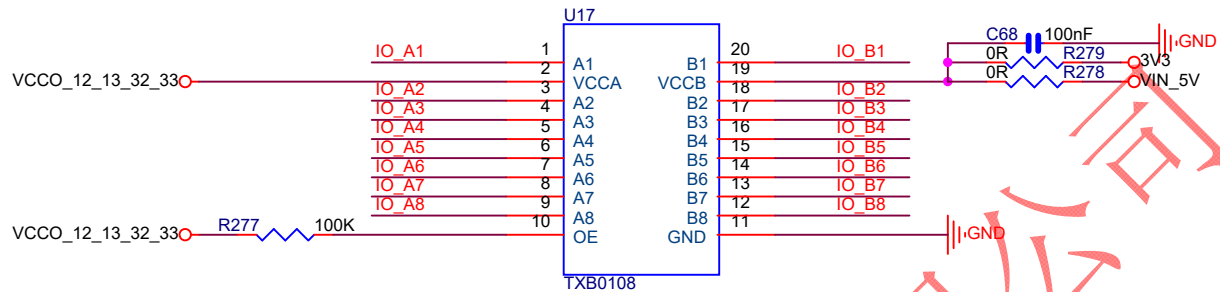 U17
C68 100nF GND
IO_A1 1 A1 B1 20 IO_B1 0R R279 3V3
VCCO_12_13_32_33 2 VCCA VCCB 19 0R R278 VIN_5V
IO_A2 3 A2 B2 18 IO_B2
IO_A3 4 A3 B3 17 IO_B3
IO_A4 5 A4 B4 16 IO_B4
IO_A5 6 A5 B5 15 IO_B5
IO_A6 7 A6 B6 14 IO_B6
IO_A7 8 A7 B7 13 IO_B7
IO_A8 9 A8 B8 12 IO_B8
VCCO_12_13_32_33 R277 100K 10 OE GND 11 GND
TXB0108
公司